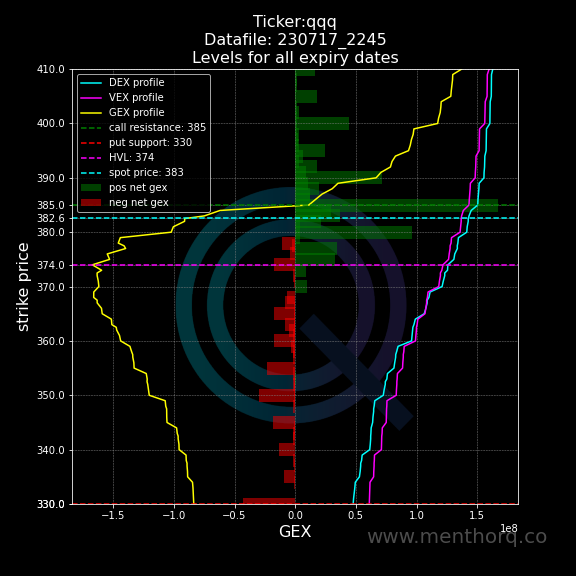 Ticker:qqq
Datafile: 230717_2245
Levels for all expiry dates
DEX profile
VEX profile
GEX profile
call resistance: 385
put support: 330
HVL: 374
spot price: 383
pos net gex
neg net gex
410.0
400.0
390.0
385.0
382.6
380.0
374.0
370.0
360.0
350.0
340.0
330.0
strike price
−1.5 −1.0 −0.5 0.0 0.5 1.0 1.5
1e8
GEX
www.menthorq.co